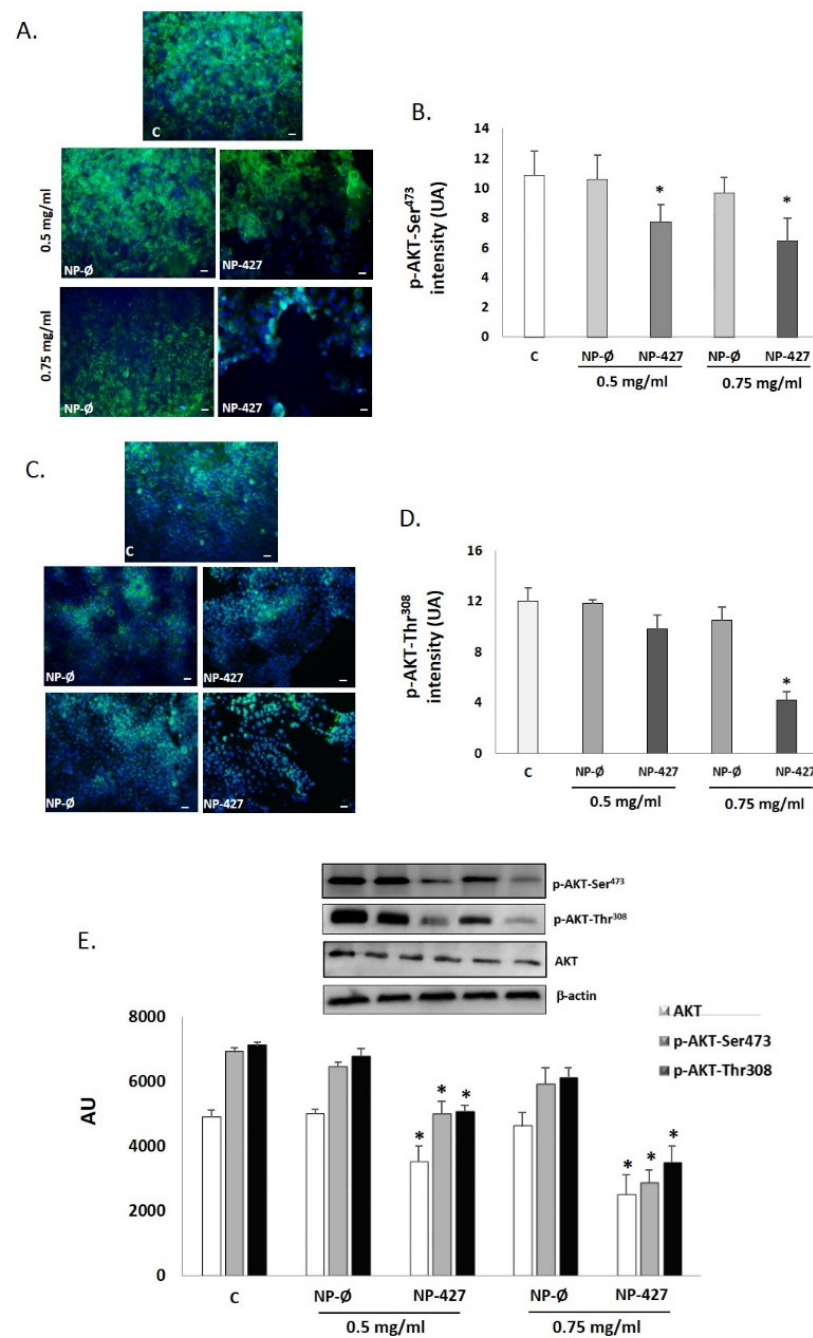 A.
C
0.5 mg/ml
NP-Ø
NP-427
0.75 mg/ml
NP-Ø
NP-427
B.
p-AKT-Ser⁴⁷³
intensity (UA)
14
12
10
8
6
4
2
0
*
*
C
NP-Ø
NP-427
NP-Ø
NP-427
0.5 mg/ml
0.75 mg/ml
C.
C
NP-Ø
NP-427
NP-Ø
NP-427
D.
p-AKT-Thr³⁰⁸
intensity (UA)
16
12
8
4
0
*
C
NP-Ø
NP-427
NP-Ø
NP-427
0.5 mg/ml
0.75 mg/ml
E.
p-AKT-Ser⁴⁷³
p-AKT-Thr³⁰⁸
AKT
β-actin
AKT
p-AKT-Ser473
p-AKT-Thr308
AU
8000
6000
4000
2000
0
* * *
* * *
C
NP-Ø
NP-427
NP-Ø
NP-427
0.5 mg/ml
0.75 mg/ml